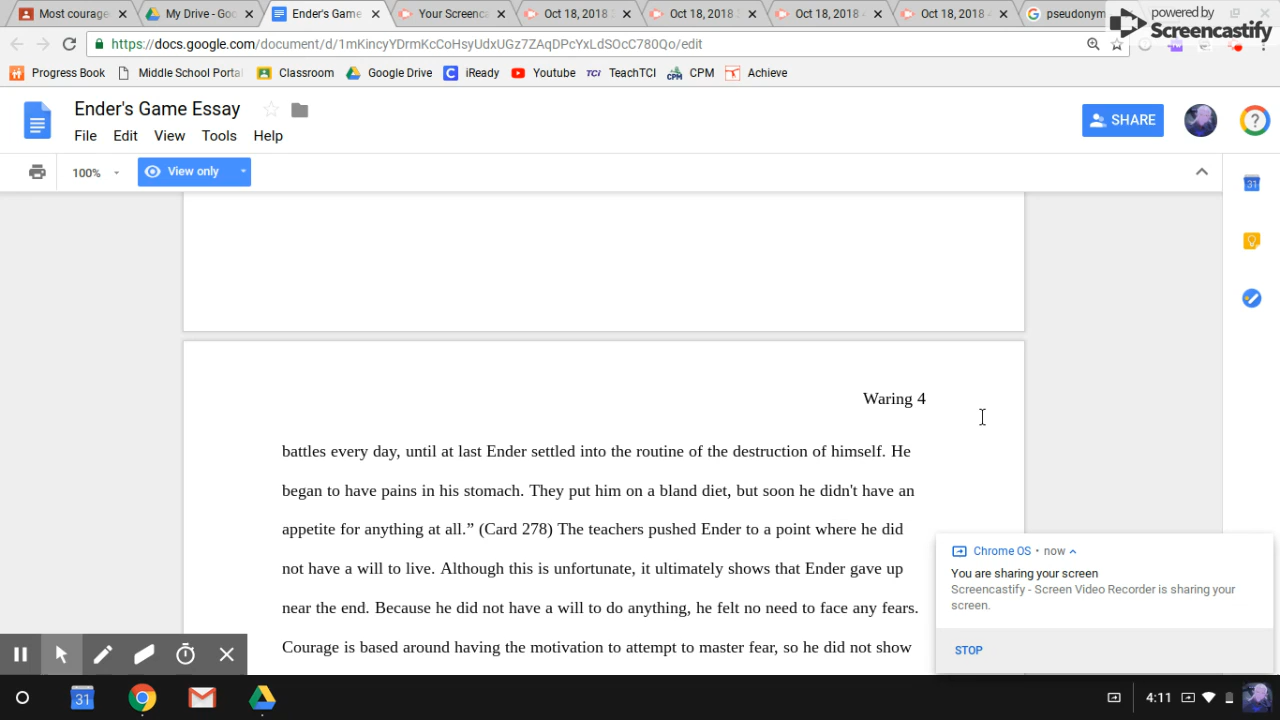 Most courage
My Drive - Goo
Ender's Game
Your Screenca
Oct 18, 2018
Oct 18, 2018
Oct 18, 2018
Oct 18, 2018
pseudonym
powered by
Screencastify
https://docs.google.com/document/d/1mKincyYDrnKcCoHsyUdxUGz7ZAqDPcYxLdSOcC780Qo/edit
Progress Book
Middle School Portal
Classroom
Google Drive
iReady
Youtube
TCi TeachTCI
CPM CPM
Achieve
Ender's Game Essay
SHARE
File Edit View Tools Help
100%
View only
31
Waring 4
battles every day, until at last Ender settled into the routine of the destruction of himself. He
began to have pains in his stomach. They put him on a bland diet, but soon he didn't have an
appetite for anything at all.” (Card 278) The teachers pushed Ender to a point where he did
not have a will to live. Although this is unfortunate, it ultimately shows that Ender gave up
near the end. Because he did not have a will to do anything, he felt no need to face any fears.
Courage is based around having the motivation to attempt to master fear, so he did not show
Chrome OS • now
You are sharing your screen
Screencastify - Screen Video Recorder is sharing your
screen.
STOP
31
4:11